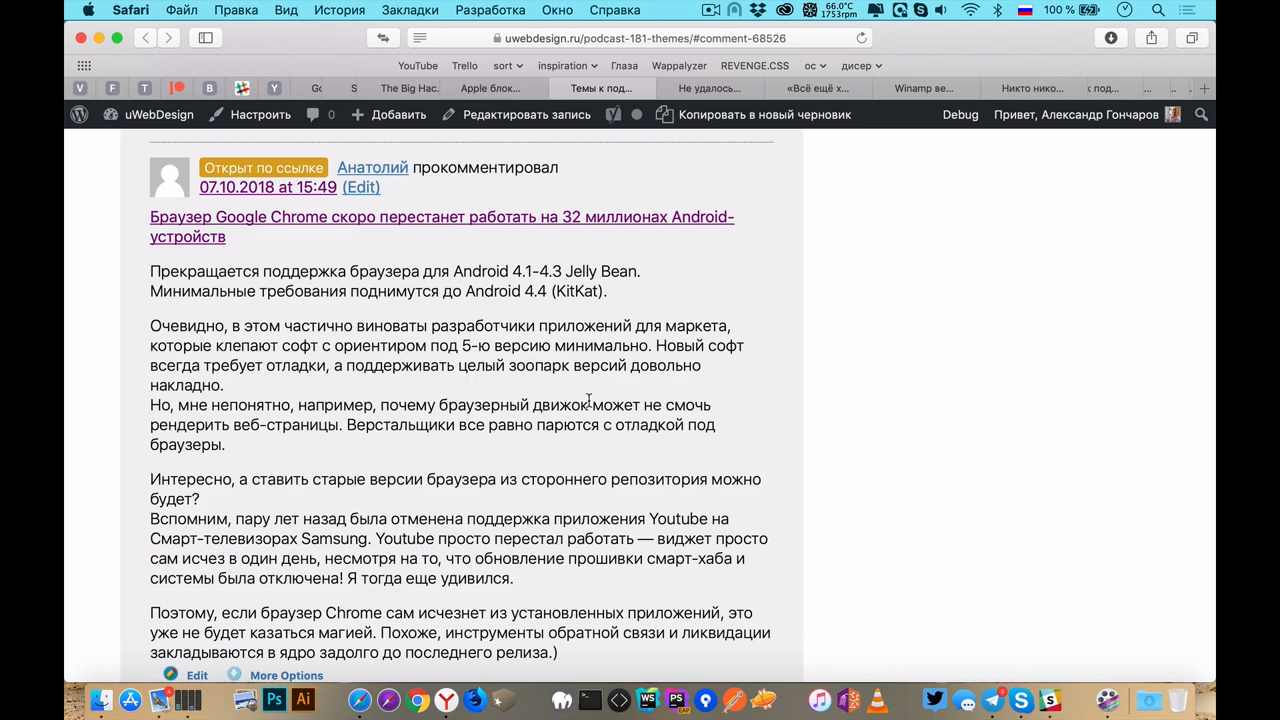 Safari Файл Правка Вид История Закладки Разработка Окно Справка 66.0°C 1753rpm 100 %
uwebdesign.ru/podcast-181-themes/#comment-68526
YouTube Trello sort inspiration Глаза Wappalyzer REVENGE.CSS ос дисер
V F T B Y Go S The Big Hac... Apple блок... Темы к под... Не удалось... «Всё ещё х... Winamp ве... Никто нико... к под... ... ...
uWebDesign Настроить 0 Добавить Редактировать запись Копировать в новый черновик Debug Привет, Александр Гончаров
Открыт по ссылке Анатолий прокомментировал
07.10.2018 at 15:49 (Edit)
Браузер Google Chrome скоро перестанет работать на 32 миллионах Android-
устройств
Прекращается поддержка браузера для Android 4.1-4.3 Jelly Bean.
Минимальные требования поднимутся до Android 4.4 (KitKat).
Очевидно, в этом частично виноваты разработчики приложений для маркета,
которые клепают софт с ориентиром под 5-ю версию минимально. Новый софт
всегда требует отладки, а поддерживать целый зоопарк версий довольно
накладно.
Но, мне непонятно, например, почему браузерный движок может не смочь
рендерить веб-страницы. Верстальщики все равно парются с отладкой под
браузеры.
Интересно, а ставить старые версии браузера из стороннего репозитория можно
будет?
Вспомним, пару лет назад была отменена поддержка приложения Youtube на
Смарт-телевизорах Samsung. Youtube просто перестал работать — виджет просто
сам исчез в один день, несмотря на то, что обновление прошивки смарт-хаба и
системы была отключена! Я тогда еще удивился.
Поэтому, если браузер Chrome сам исчезнет из установленных приложений, это
уже не будет казаться магией. Похоже, инструменты обратной связи и ликвидации
закладываются в ядро задолго до последнего релиза.)
Edit More Options
Ps Ai WS PS EAP